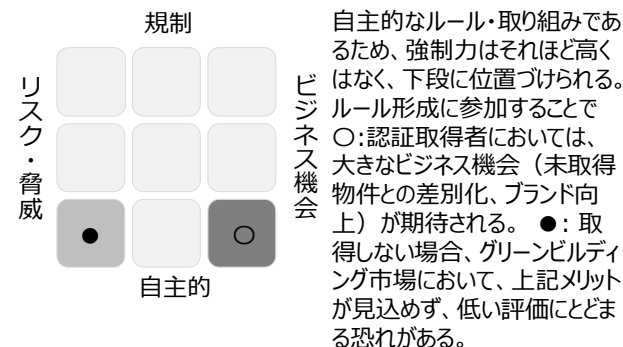 規制
リスク・脅威
ビジネス機会
●
〇
自主的
自主的なルール・取り組みであ
るため、強制力はそれほど高く
はなく、下段に位置づけられる。
ルール形成に参加することで
〇:認証取得者においては、
大きなビジネス機会（未取得
物件との差別化、ブランド向
上）が期待される。 ●: 取
得しない場合、グリーンビルディ
ング市場において、上記メリット
が見込めず、低い評価にとどま
る恐れがある。